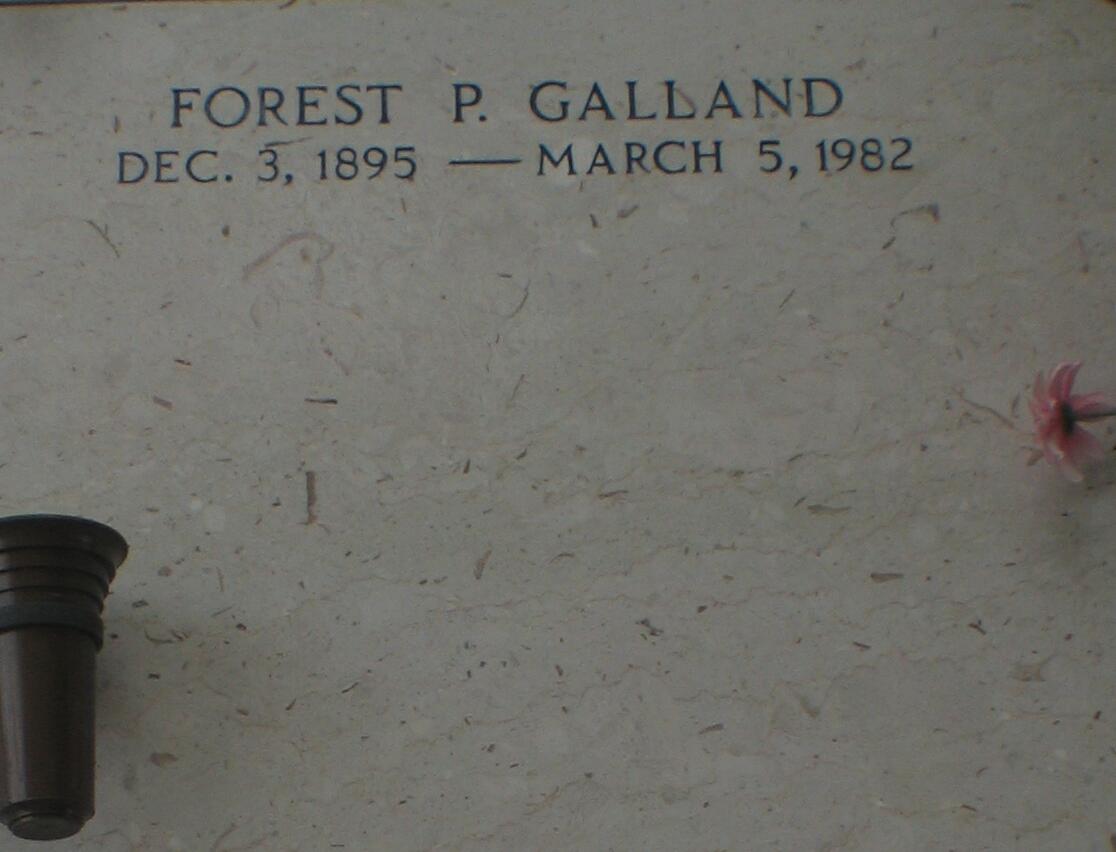 FOREST P. GALLAND
DEC. 3, 1895 — MARCH 5, 1982